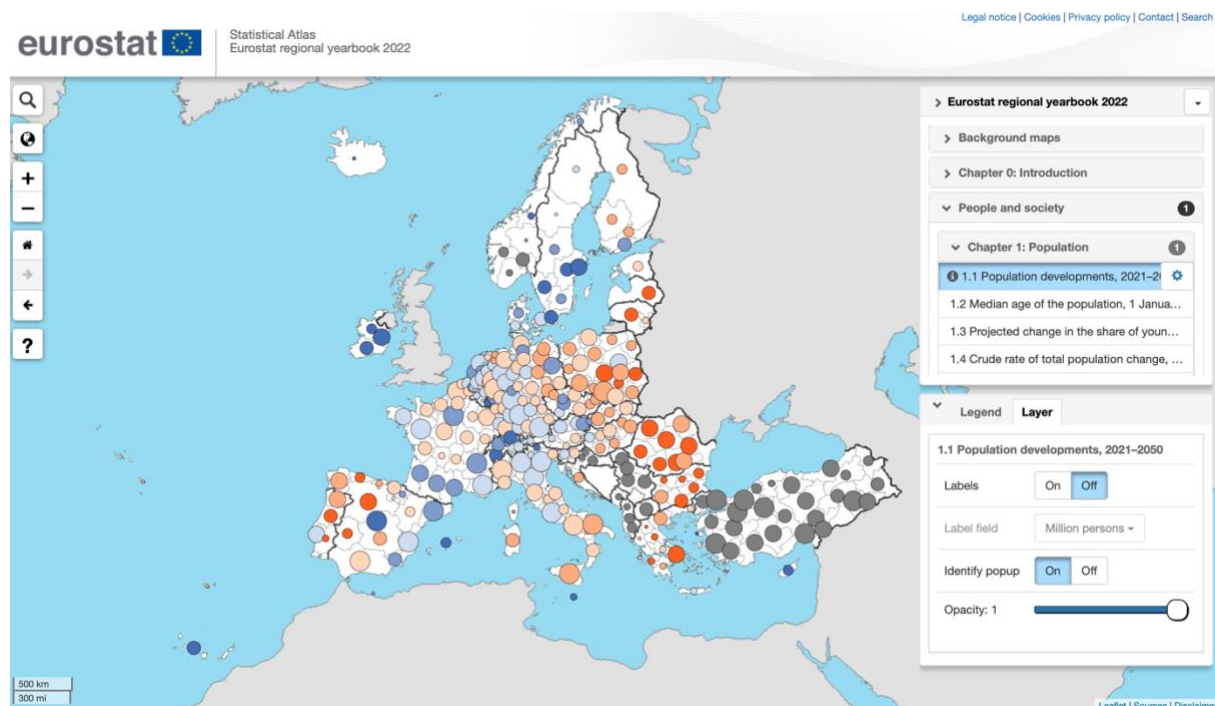 Legal notice | Cookies | Privacy policy | Contact | Search
eurostat
Statistical Atlas
Eurostat regional yearbook 2022
Eurostat regional yearbook 2022
Background maps
Chapter 0: Introduction
People and society 1
Chapter 1: Population 1
1.1 Population developments, 2021–20
1.2 Median age of the population, 1 Janua...
1.3 Projected change in the share of youn...
1.4 Crude rate of total population change, ...
Legend Layer
1.1 Population developments, 2021–2050
Labels On Off
Label field Million persons
Identify popup On Off
Opacity: 1
?
500 km
300 mi
Leaflet | Sources | Disclaime